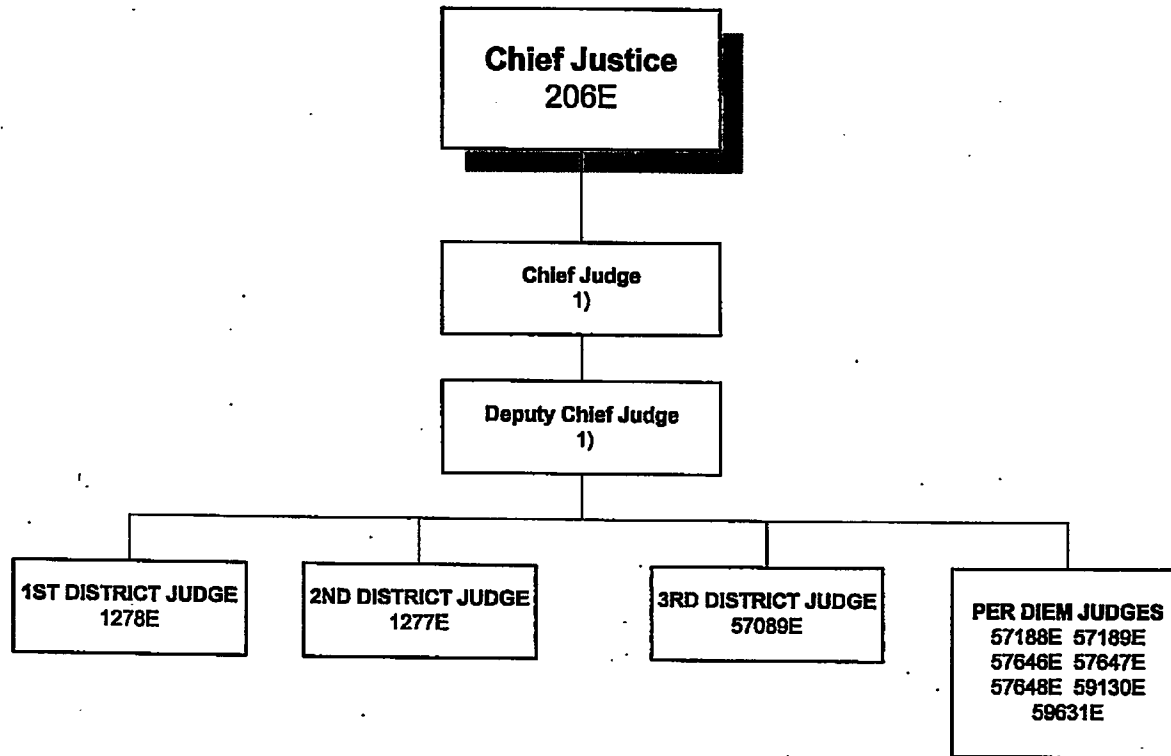 Chief Justice
206E
Chief Judge
1)
Deputy Chief Judge
1)
1ST DISTRICT JUDGE
1278E
2ND DISTRICT JUDGE
1277E
3RD DISTRICT JUDGE
57089E
PER DIEM JUDGES
57188E 57189E
57646E 57647E
57648E 59130E
59631E